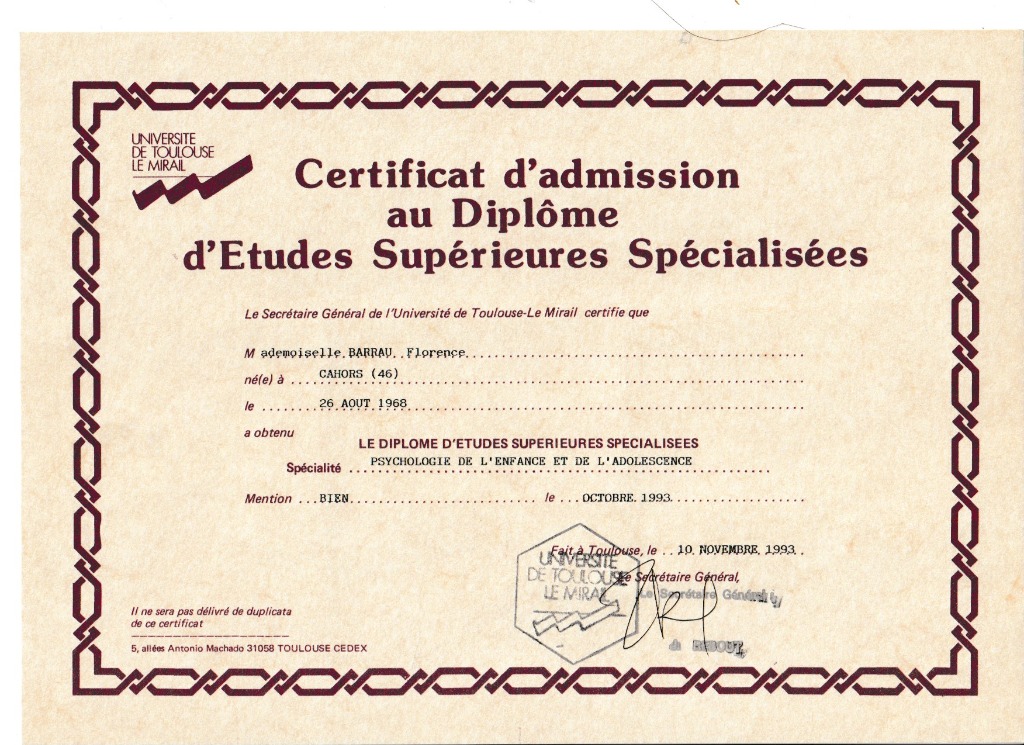 UNIVERSITE
DE TOULOUSE
LE MIRAIL
Certificat d'admission
au Diplôme
d'Etudes Supérieures Spécialisées
Le Secrétaire Général de l'Université de Toulouse-Le Mirail certifie que
M ademoiselle BARRAU Florence
né(e) à CAHORS (46)
le 26 AOUT 1968
a obtenu
LE DIPLOME D'ETUDES SUPERIEURES SPECIALISEES
Spécialité PSYCHOLOGIE DE L'ENFANCE ET DE L'ADOLESCENCE
Mention BIEN le OCTOBRE 1993
Fait à Toulouse, le 10 NOVEMBRE 1993
UNIVERSITE
DE TOULOUSE
LE MIRAIL
Le Secrétaire Général,
Le Secrétaire Général
Il ne sera pas délivré de duplicata
de ce certificat
5, allées Antonio Machado 31058 TOULOUSE CEDEX